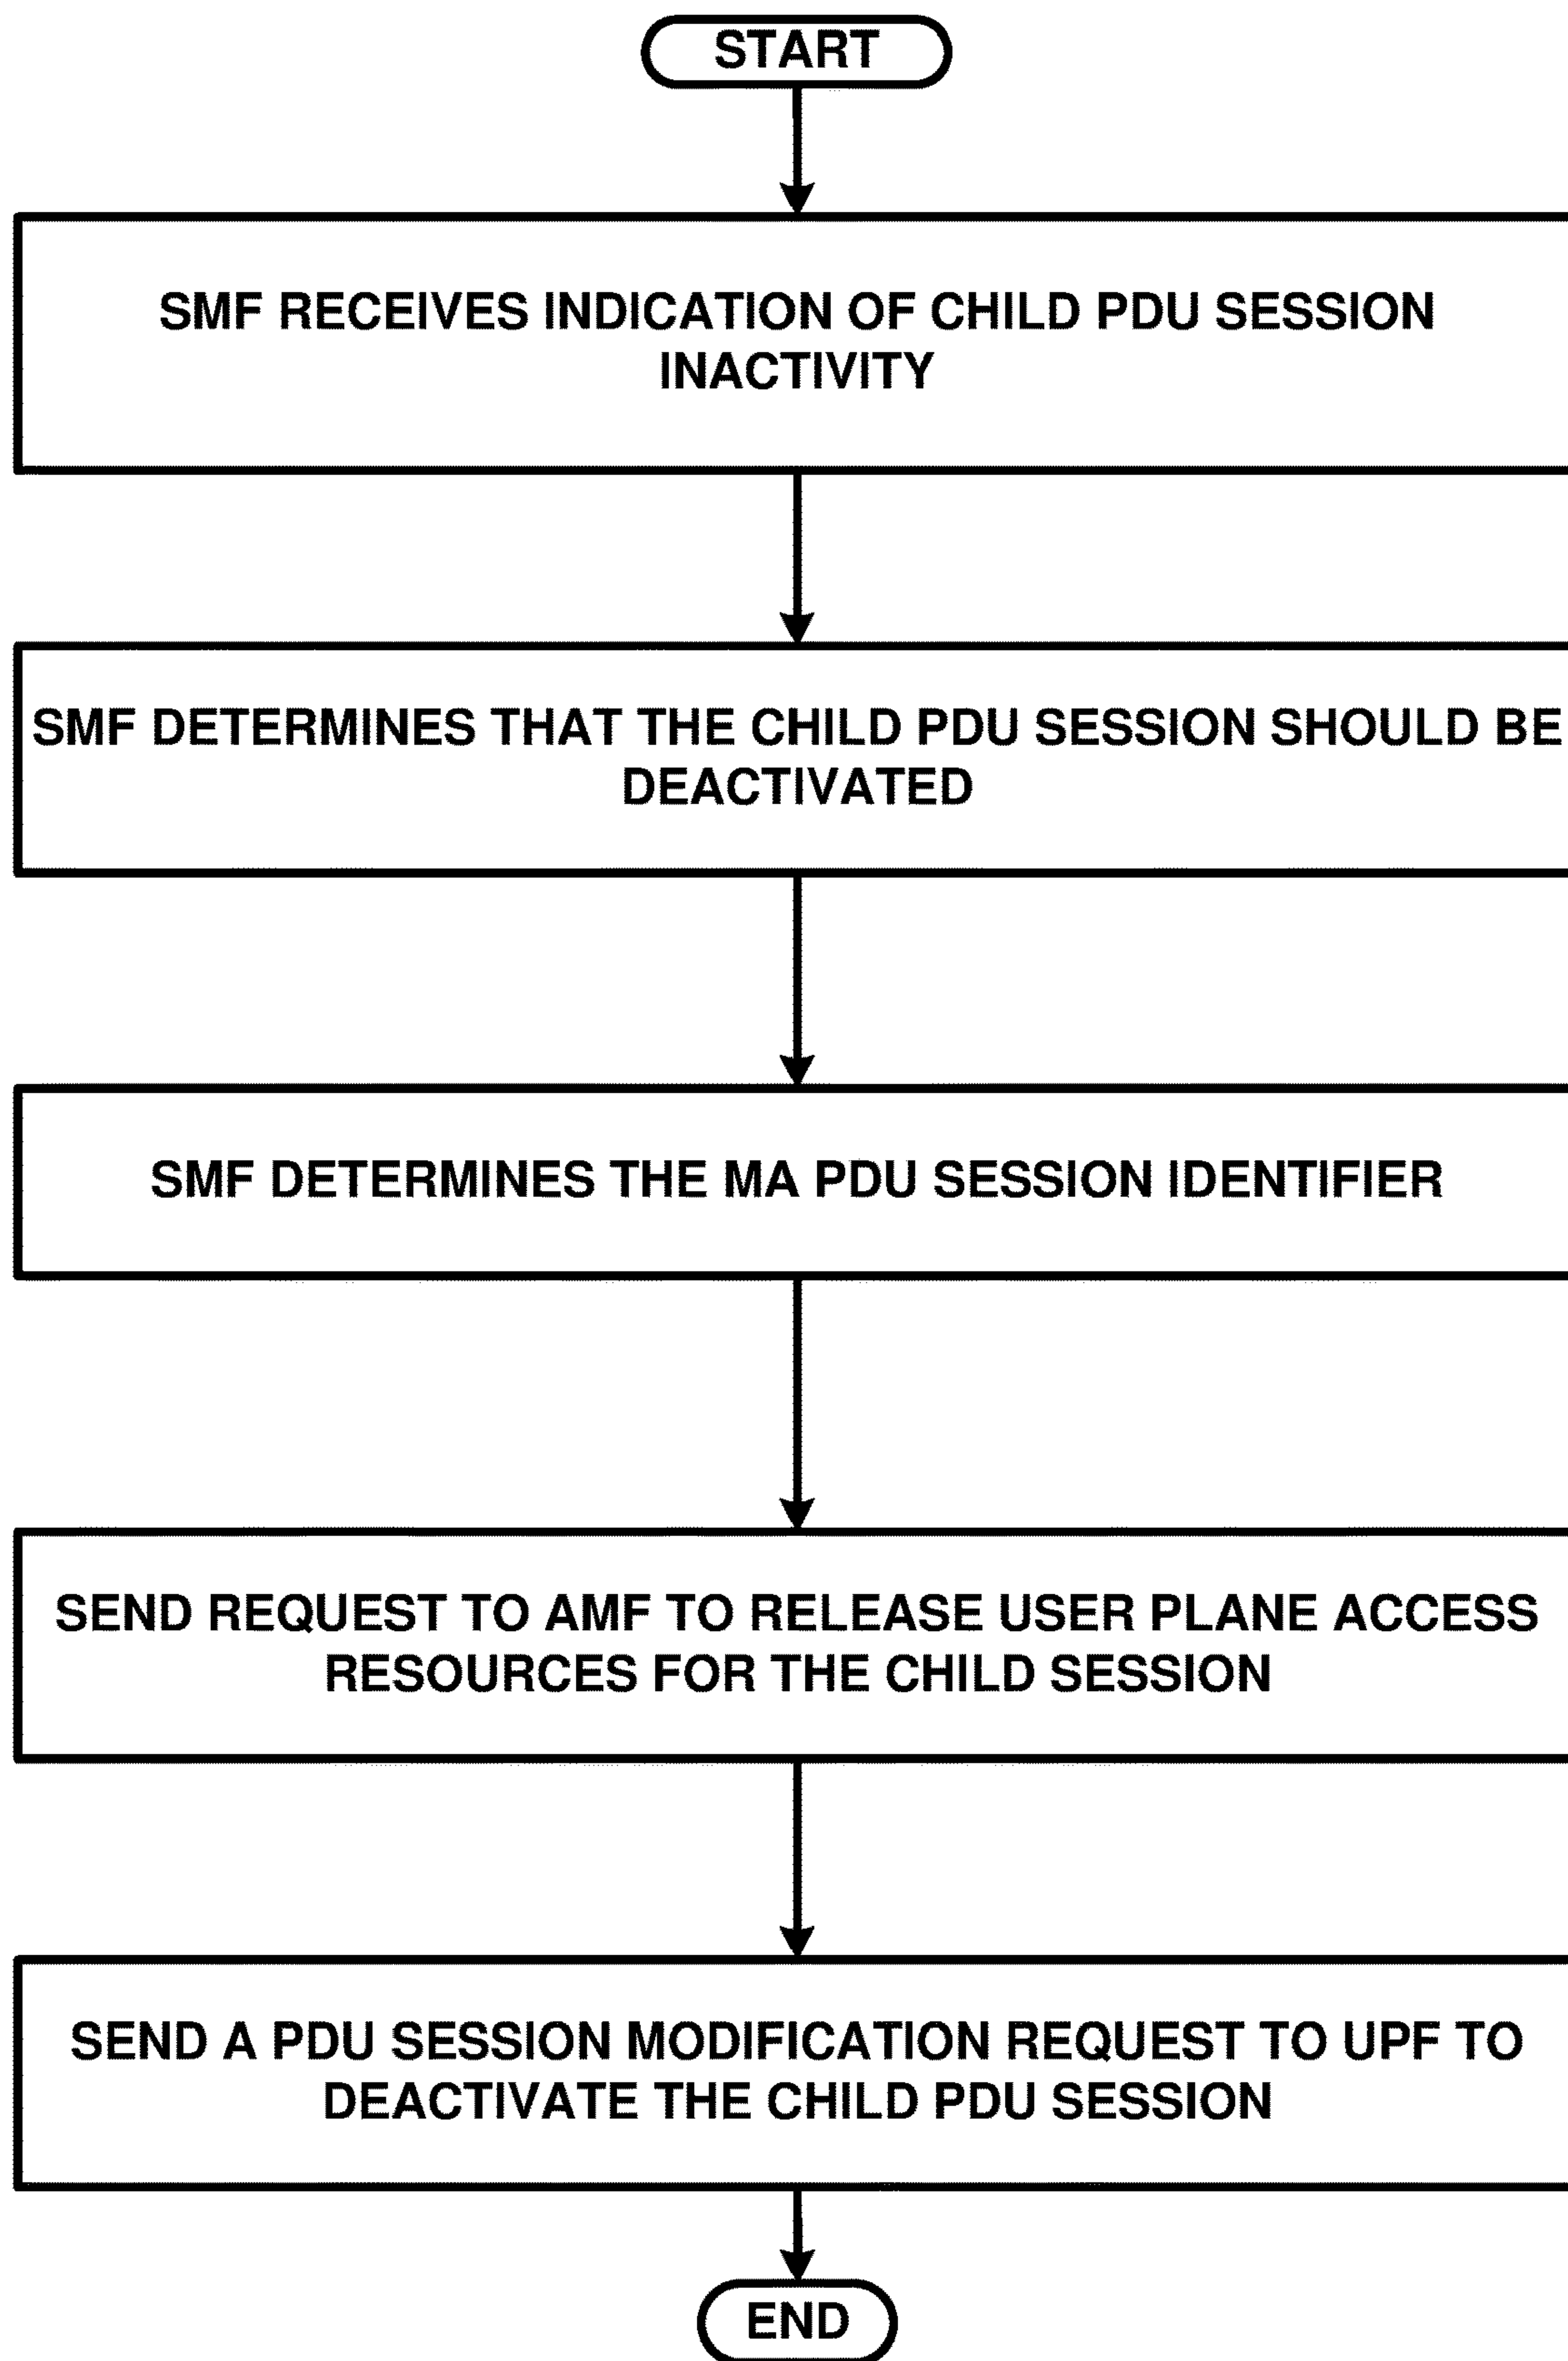 START
SMF RECEIVES INDICATION OF CHILD PDU SESSION
INACTIVITY
SMF DETERMINES THAT THE CHILD PDU SESSION SHOULD BE
DEACTIVATED
SMF DETERMINES THE MA PDU SESSION IDENTIFIER
SEND REQUEST TO AMF TO RELEASE USER PLANE ACCESS
RESOURCES FOR THE CHILD SESSION
SEND A PDU SESSION MODIFICATION REQUEST TO UPF TO
DEACTIVATE THE CHILD PDU SESSION
END